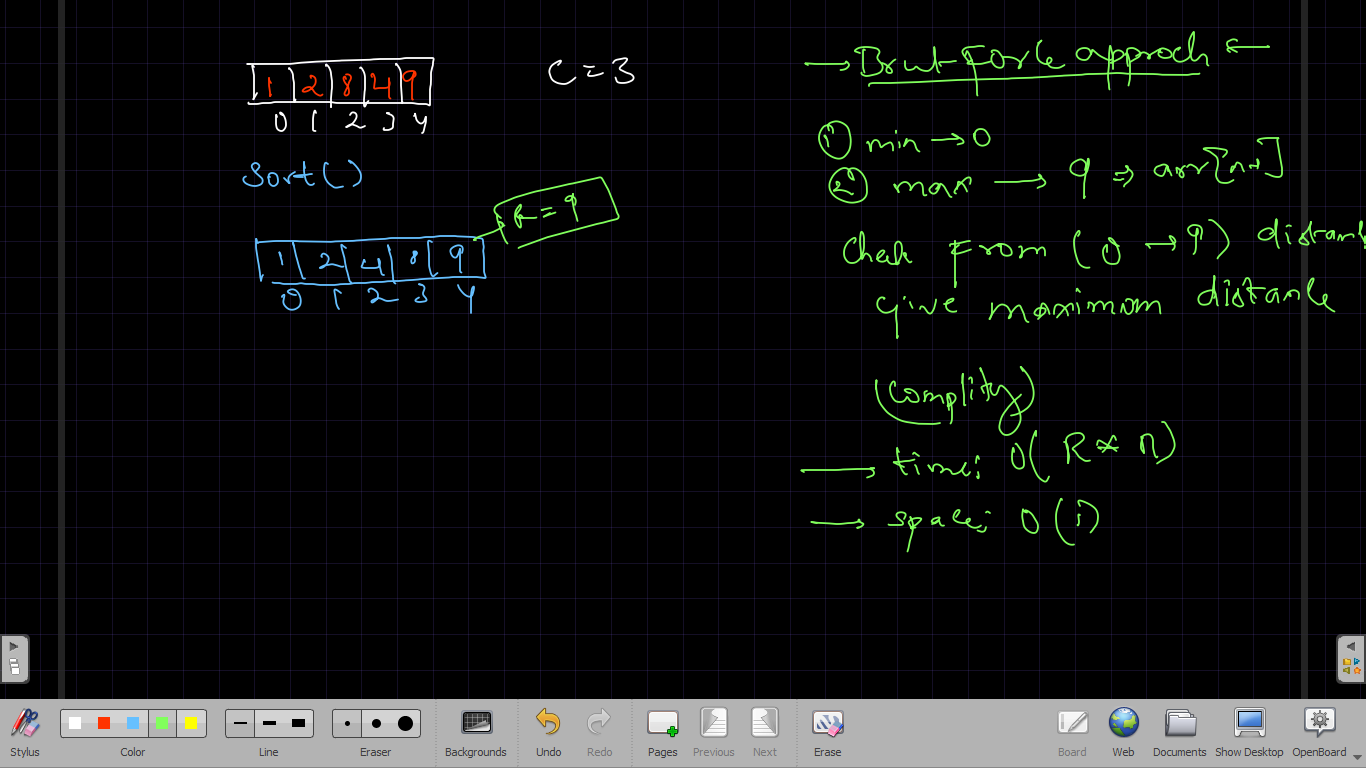 1 2 8 4 9
0 1 2 3 4
C = 3
Sort()
R = 9
1 2 4 8 9
0 1 2 3 4
→ Brut Force approch ←
① min → 0
② max → 9 ⇒ arr[n-1]
Check From (0 → 9) distan
give maximum distance
(Complity)
→ time: O(R * n)
→ space: O(1)
Stylus
Color
Line
Eraser
Backgrounds
Undo
Redo
Pages
Previous
Next
Erase
Board
Web
Documents
Show Desktop
OpenBoard